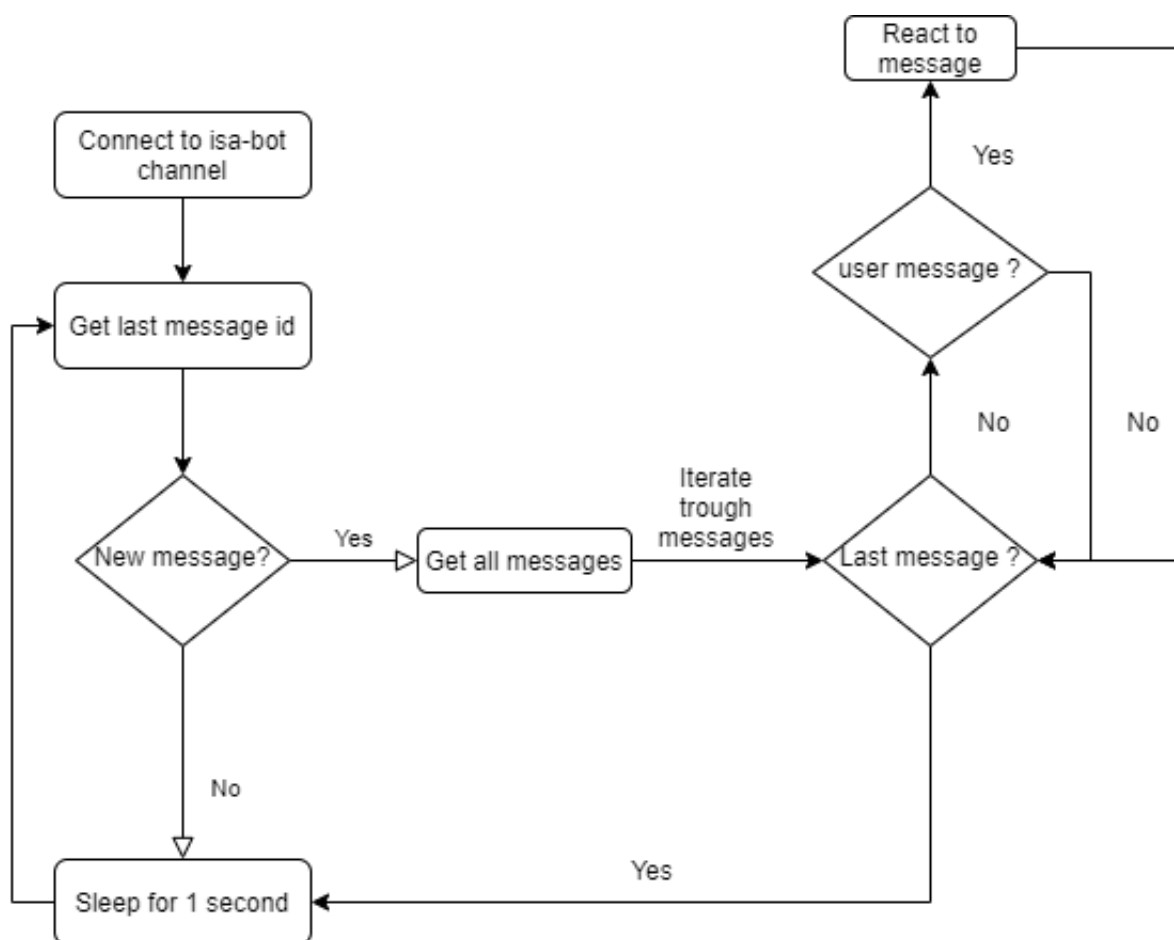 React to
message
Connect to isa-bot
channel
Yes
user message ?
Get last message id
No
No
Iterate
trough
messages
Yes
New message?
Get all messages
Last message ?
No
Yes
Sleep for 1 second